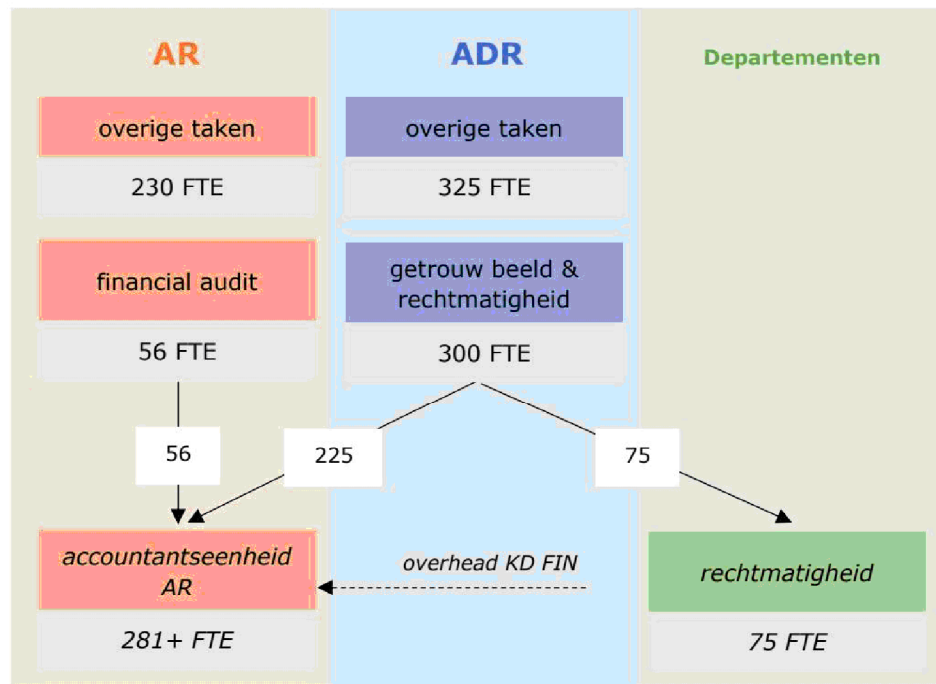 AR
ADR
Departementen
overige taken
230 FTE
overige taken
325 FTE
financial audit
56 FTE
getrouw beeld &
rechtmatigheid
300 FTE
56
225
75
accountantseenheid
AR
281+ FTE
overhead KD FIN
rechtmatigheid
75 FTE